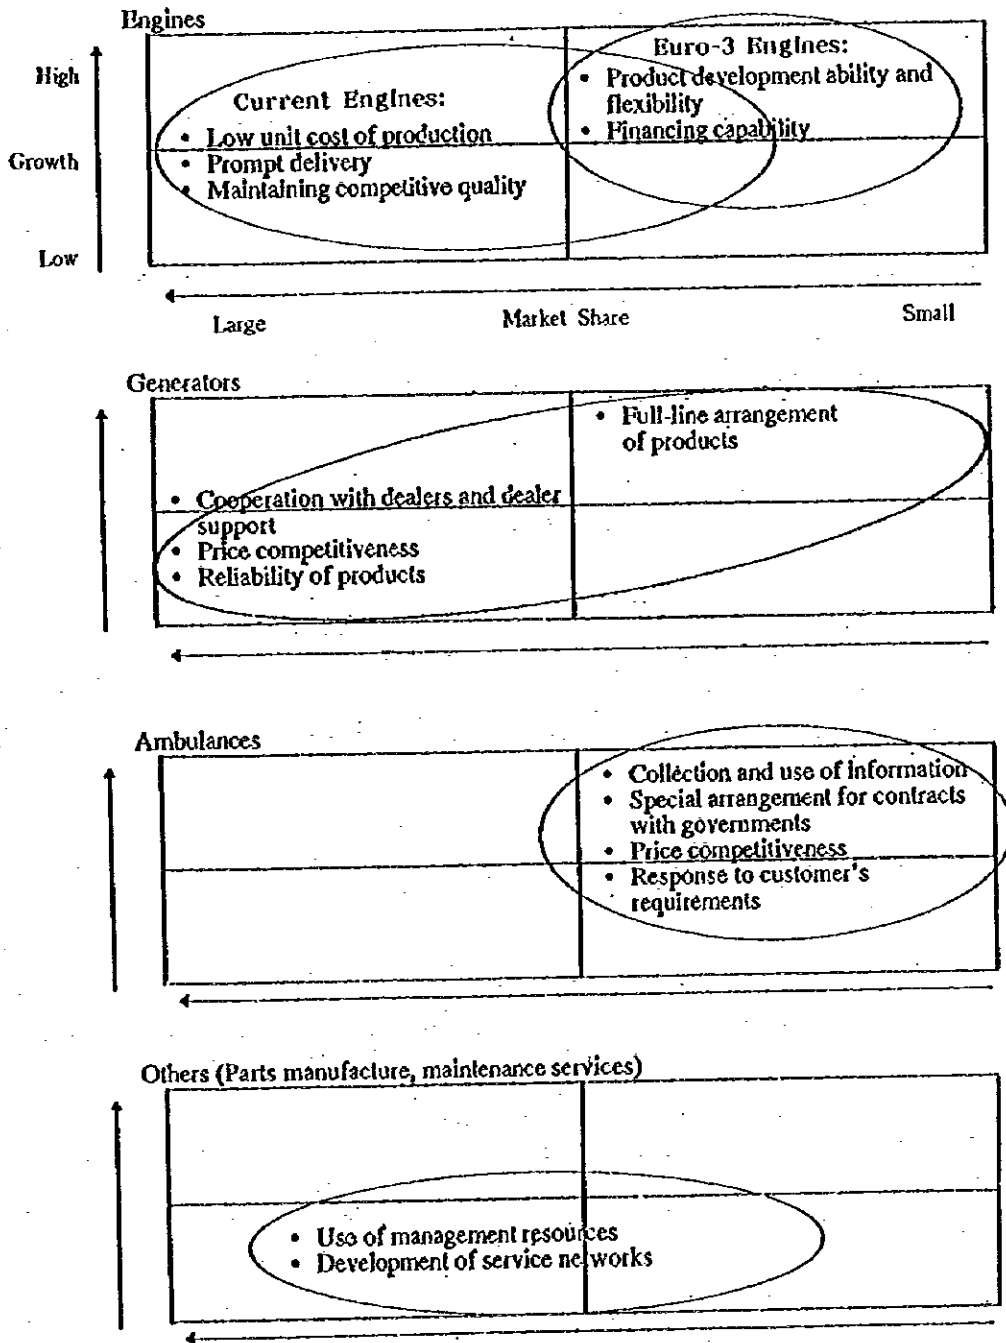 Engines
High
Growth
Low
Current Engines:
• Low unit cost of production
• Prompt delivery
• Maintaining competitive quality
Euro-3 Engines:
• Product development ability and
flexibility
• Financing capability
Large
Market Share
Small
Generators
• Full-line arrangement
of products
• Cooperation with dealers and dealer
support
• Price competitiveness
• Reliability of products
Ambulances
• Collection and use of information
• Special arrangement for contracts
with governments
• Price competitiveness
• Response to customer's
requirements
Others (Parts manufacture, maintenance services)
• Use of management resources
• Development of service networks